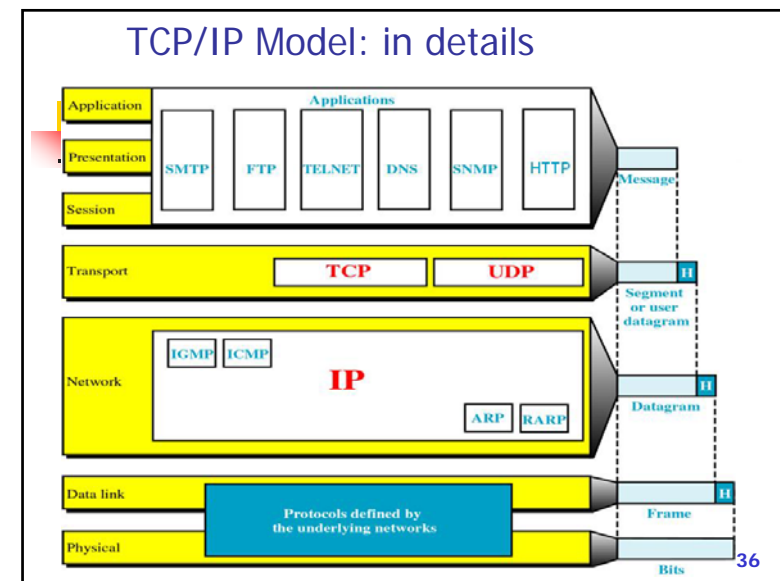 TCP/IP Model: in details
Application
Presentation
Session
Applications
SMTP
FTP
TELNET
DNS
SNMP
HTTP
Message
Transport
TCP
UDP
H
Segment
or user
datagram
Network
IGMP
ICMP
IP
ARP
RARP
H
Datagram
Data link
Physical
Protocols defined by
the underlying networks
H
Frame
Bits
36